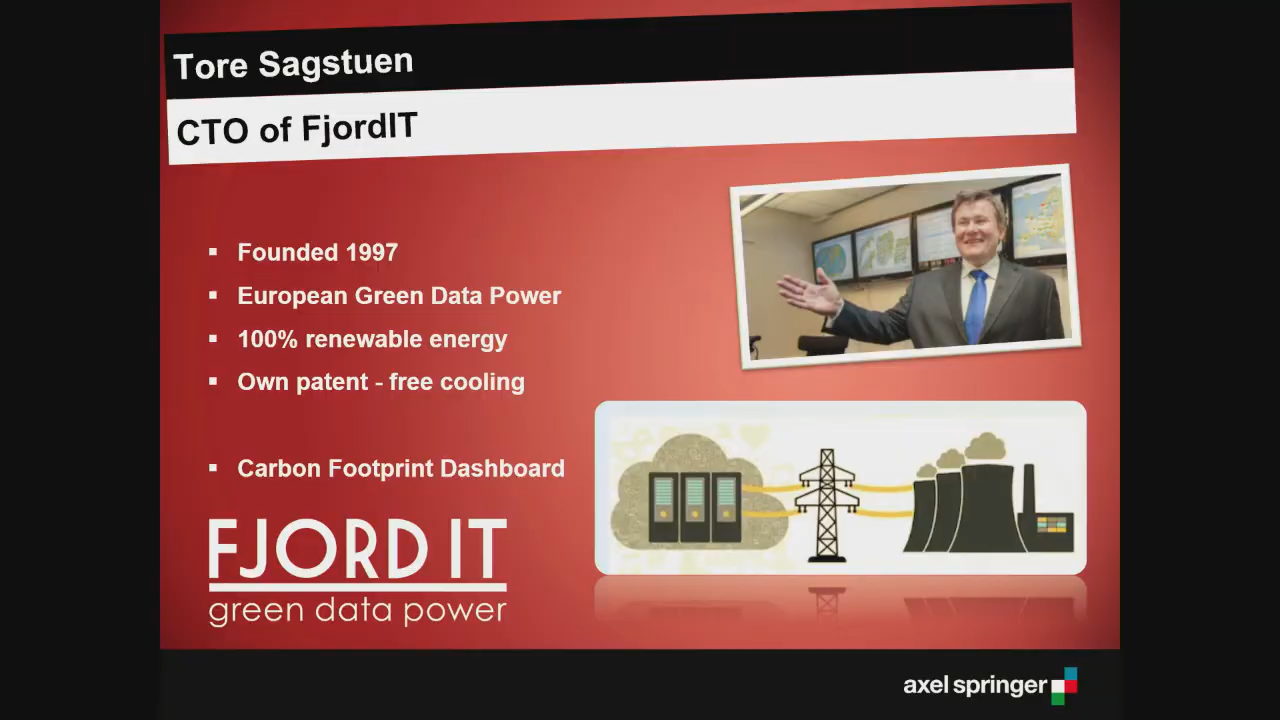 Tore Sagstuen
CTO of FjordIT
▪ Founded 1997
▪ European Green Data Power
▪ 100% renewable energy
▪ Own patent - free cooling
▪ Carbon Footprint Dashboard
FJORD IT
green data power
axel springer